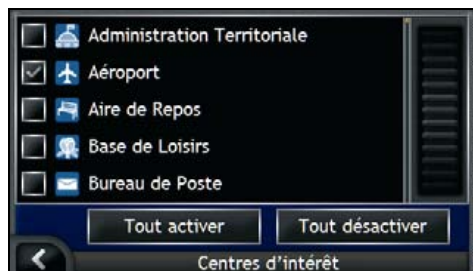 Administration Territoriale
Aéroport
Aire de Repos
Base de Loisirs
Bureau de Poste
Tout activer Tout désactiver
Centres d'intérêt